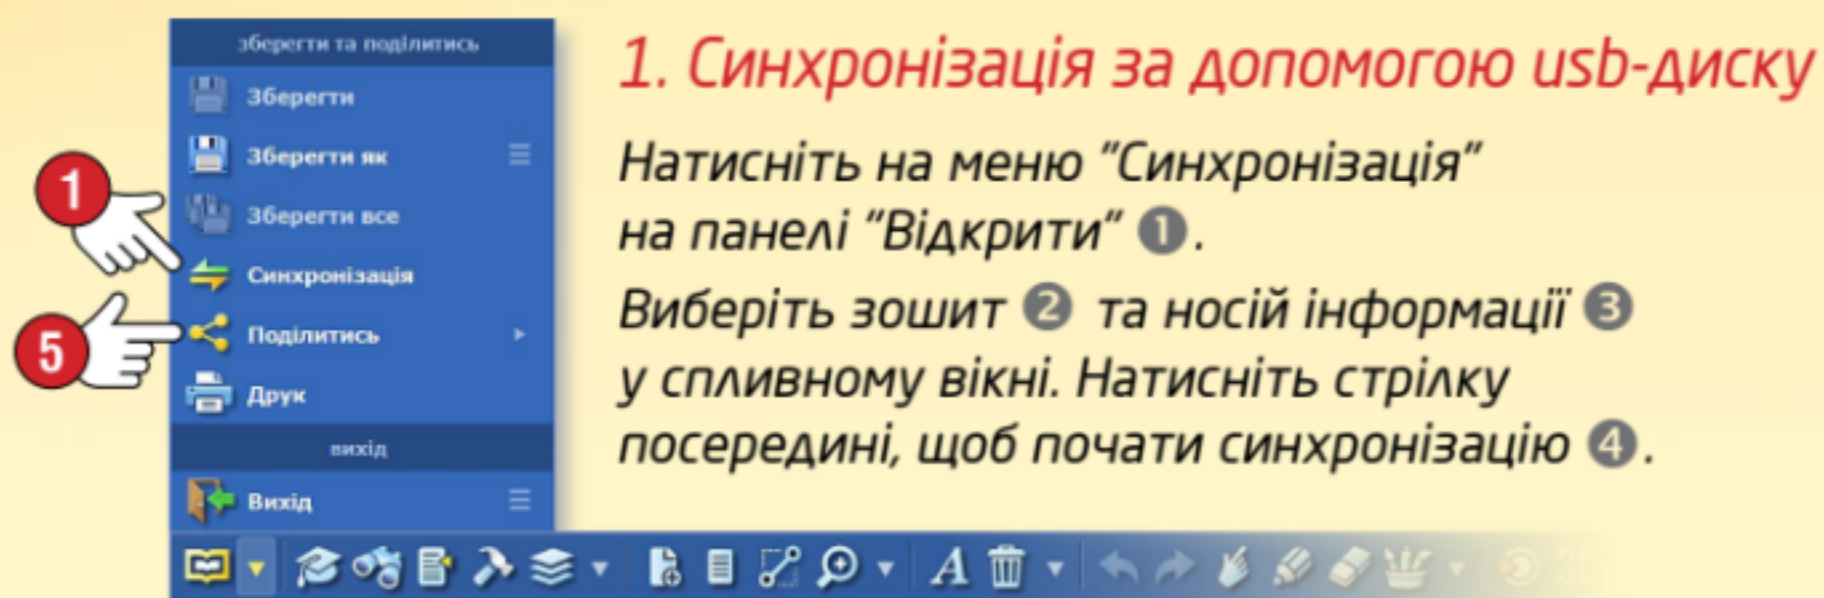 зберегти та поділитись
Зберегти
Зберегти як
Зберегти все
Синхронізація
Поділитись
Друк
вихід
Вихід
1
5
1. Синхронізація за допомогою usb-диску
Натисніть на меню "Синхронізація"
на панелі "Відкрити" 1.
Виберіть зошит 2 та носій інформації 3
у спливному вікні. Натисніть стрілку
посередині, щоб почати синхронізацію 4.
A
3D